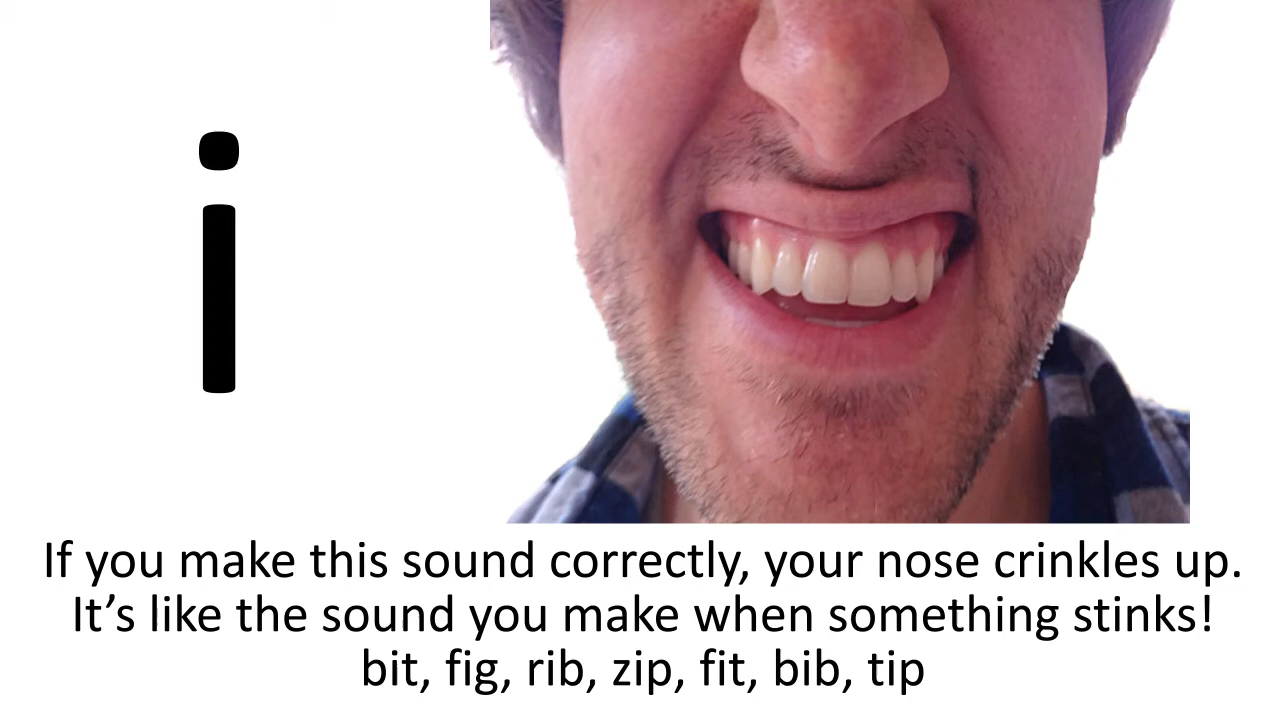 i
If you make this sound correctly, your nose crinkles up.
It’s like the sound you make when something stinks!
bit, fig, rib, zip, fit, bib, tip